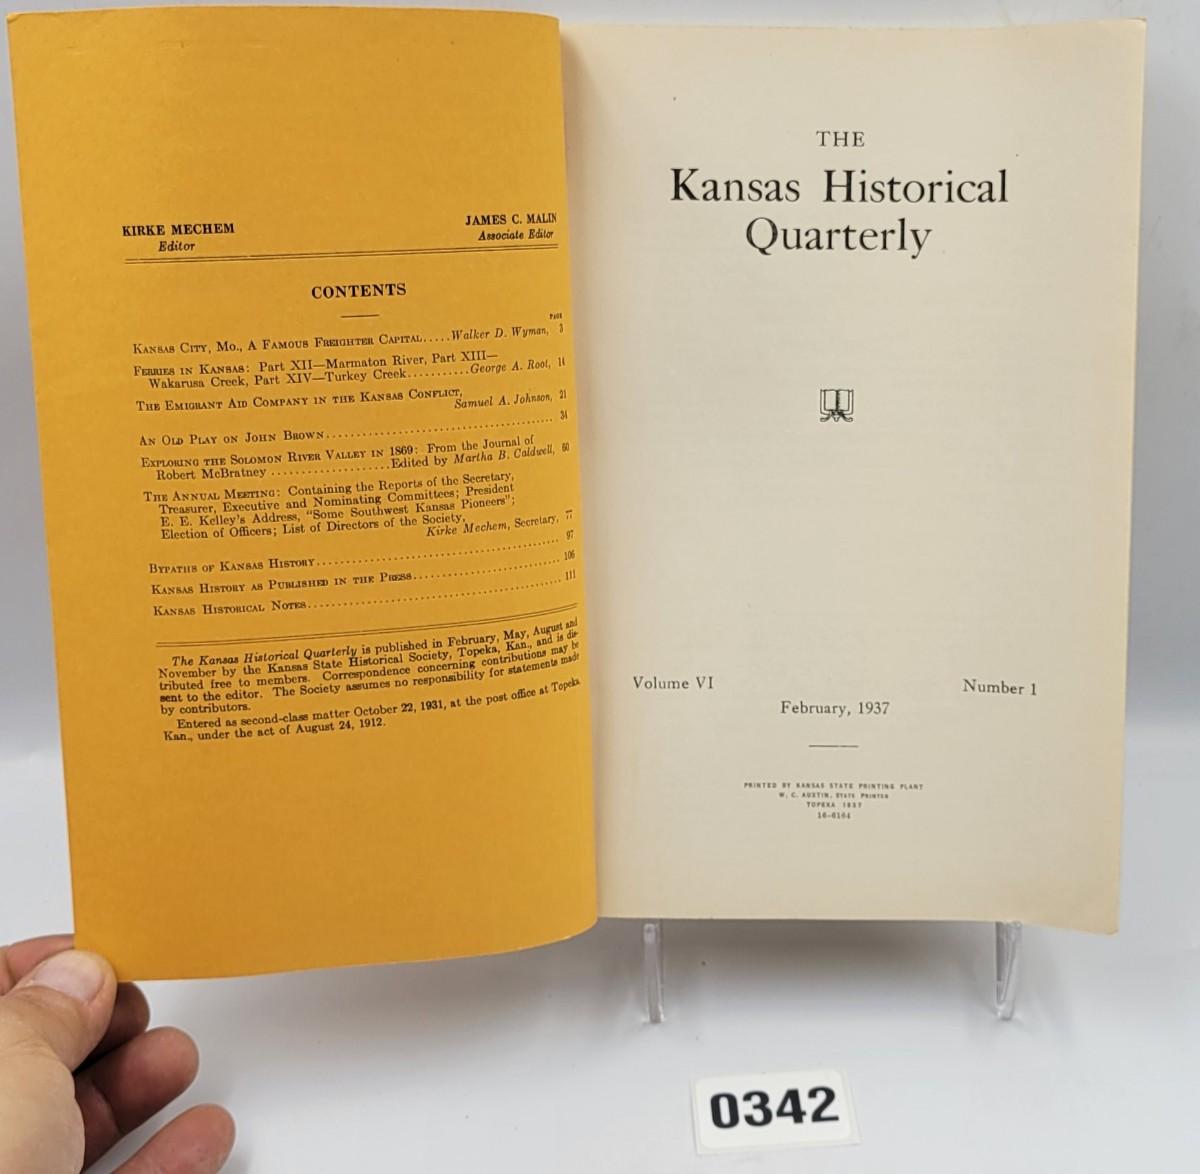 KIRKE MECHEM
Editor
JAMES C. MALIN
Associate Editor
CONTENTS
PAGE
KANSAS CITY, MO., A FAMOUS FREIGHTER CAPITAL.....Walker D. Wyman, 3
FERRIES IN KANSAS: Part XII—Marmaton River, Part XIII—
Wakarusa Creek, Part XIV—Turkey Creek...........George A. Root, 14
THE EMIGRANT AID COMPANY IN THE KANSAS CONFLICT,
Samuel A. Johnson, 21
AN OLD PLAY ON JOHN BROWN........................................ 34
EXPLORING THE SOLOMON RIVER VALLEY IN 1869: From the Journal of
Robert McBratney ....................Edited by Martha B. Caldwell, 60
THE ANNUAL MEETING: Containing the Reports of the Secretary,
Treasurer, Executive and Nominating Committees; President
E. E. Kelley's Address, "Some Southwest Kansas Pioneers";
Election of Officers; List of Directors of the Society,
Kirke Mechem, Secretary, 77
BYPATHS OF KANSAS HISTORY........................................ 97
KANSAS HISTORY AS PUBLISHED IN THE PRESS......................... 106
KANSAS HISTORICAL NOTES.......................................... 111
The Kansas Historical Quarterly is published in February, May, August and
November by the Kansas State Historical Society, Topeka, Kan., and is dis-
tributed free to members. Correspondence concerning contributions may be
sent to the editor. The Society assumes no responsibility for statements made
by contributors.
Entered as second-class matter October 22, 1931, at the post office at Topeka,
Kan., under the act of August 24, 1912.
THE
Kansas Historical
Quarterly
Volume VI
Number 1
February, 1937
PRINTED BY KANSAS STATE PRINTING PLANT
W. C. AUSTIN, STATE PRINTER
TOPEKA 1937
16-6164
0342